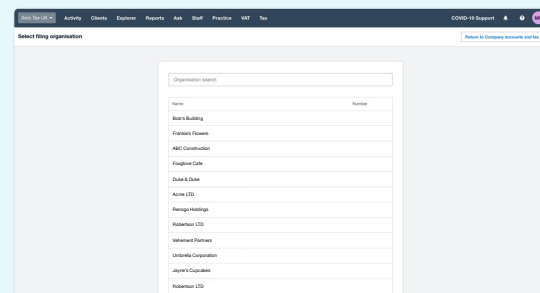 Xero Tax UK Activity Clients Explorer Reports Ask Staff Practice VAT Tax COVID-19 Support
Select filing organisation Return to Company accounts and tax
Organisation search
Name Number
Bob's Building
Frankie's Flowers
ABC Construction
Foxglove Cafe
Duke & Duke
Acme LTD
Renogo Holdings
Robertson LTD
Vehement Partners
Umbrella Corporation
Jayne's Cupcakes
Robertson LTD